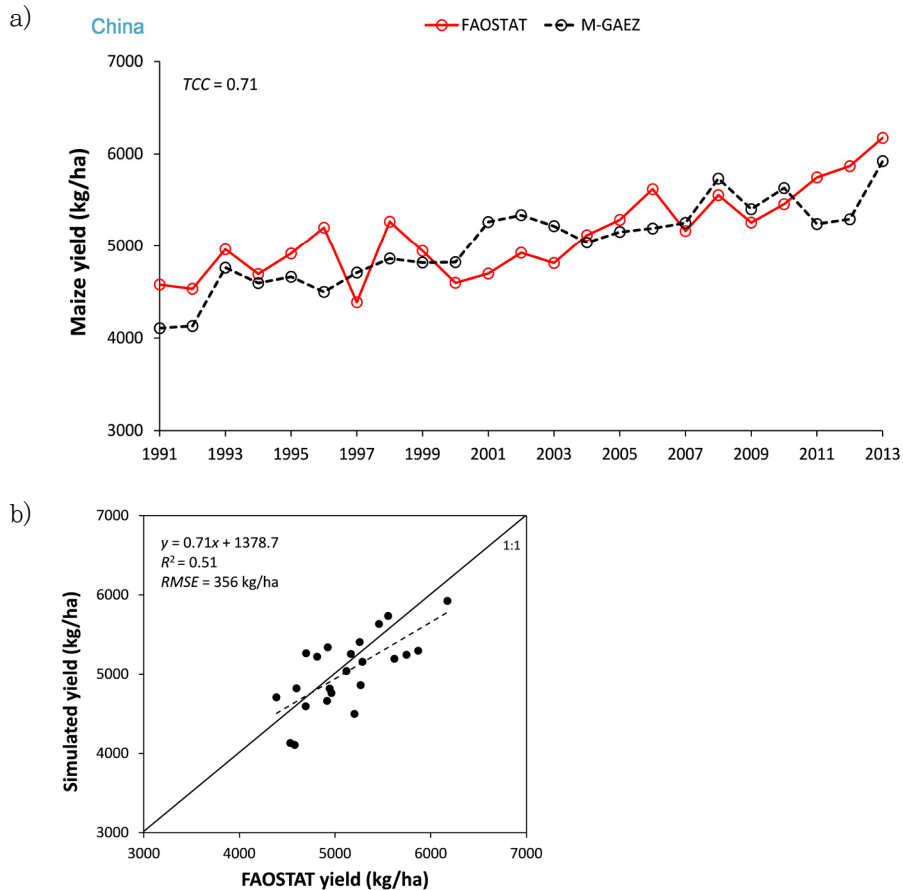 a)
China
FAOSTAT M-GAEZ
TCC = 0.71
Maize yield (kg/ha)
7000
6000
5000
4000
3000
1991 1993 1995 1997 1999 2001 2003 2005 2007 2009 2011 2013
b)
y = 0.71x + 1378.7
R² = 0.51
RMSE = 356 kg/ha
1:1
Simulated yield (kg/ha)
7000
6000
5000
4000
3000
3000 4000 5000 6000 7000
FAOSTAT yield (kg/ha)